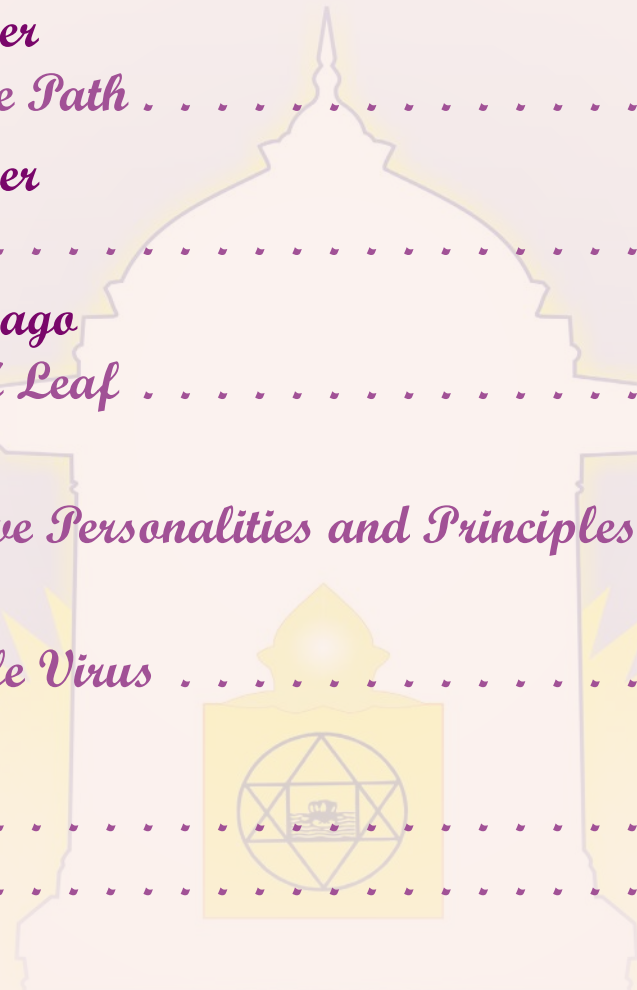 er
e Path . . . . . . . . . . . . . .
er
. . . . . . . . . . . . . . . . . .
ago
Leaf . . . . . . . . . . . . . .
ve Personalities and Principles
le Virus . . . . . . . . . . . . .
. . . . . . . . . . . . . . . . . .
. . . . . . . . . . . . . . . . . .